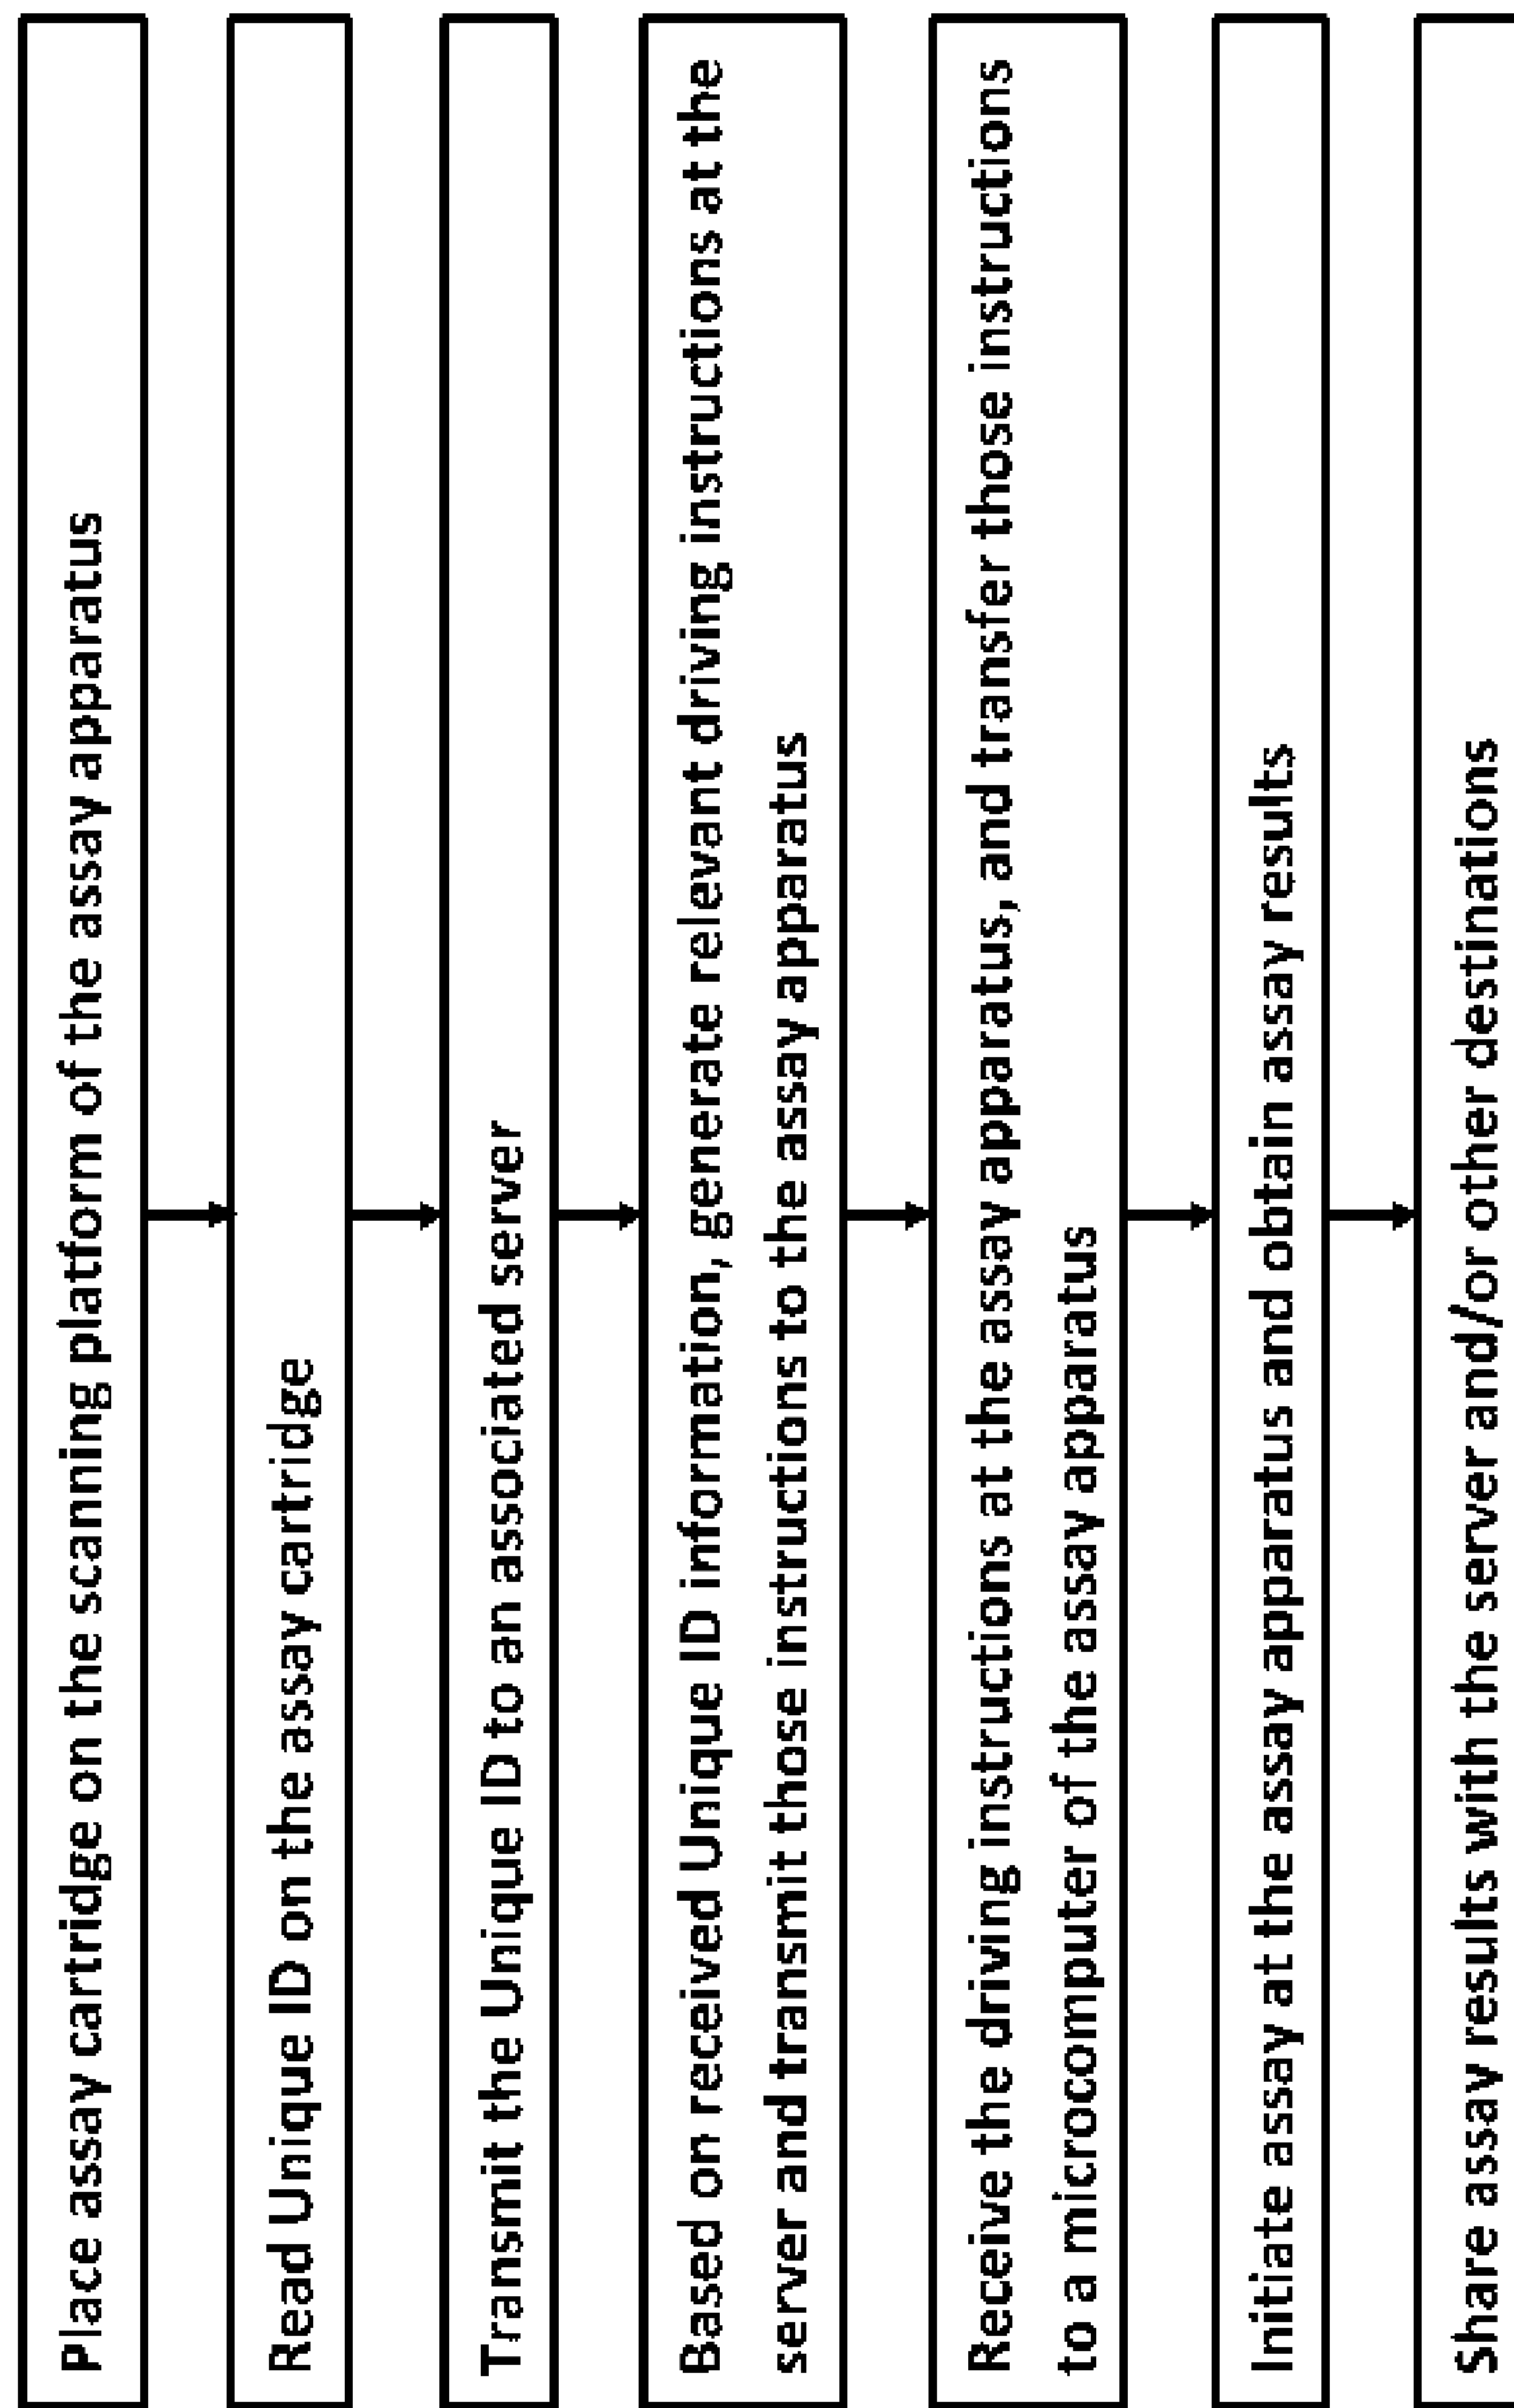 Place assay cartridge on the scanning platform of the assay apparatus
Read Unique ID on the assay cartridge
Transmit the Unique ID to an associated server
Based on received Unique ID information, generate relevant driving instructions at the
server and transmit those instructions to the assay apparatus
Receive the driving instructions at the assay apparatus, and transfer those instructions
to a microcomputer of the assay apparatus
Initiate assay at the assay apparatus and obtain assay results
Share assay results with the server and/or other destinations